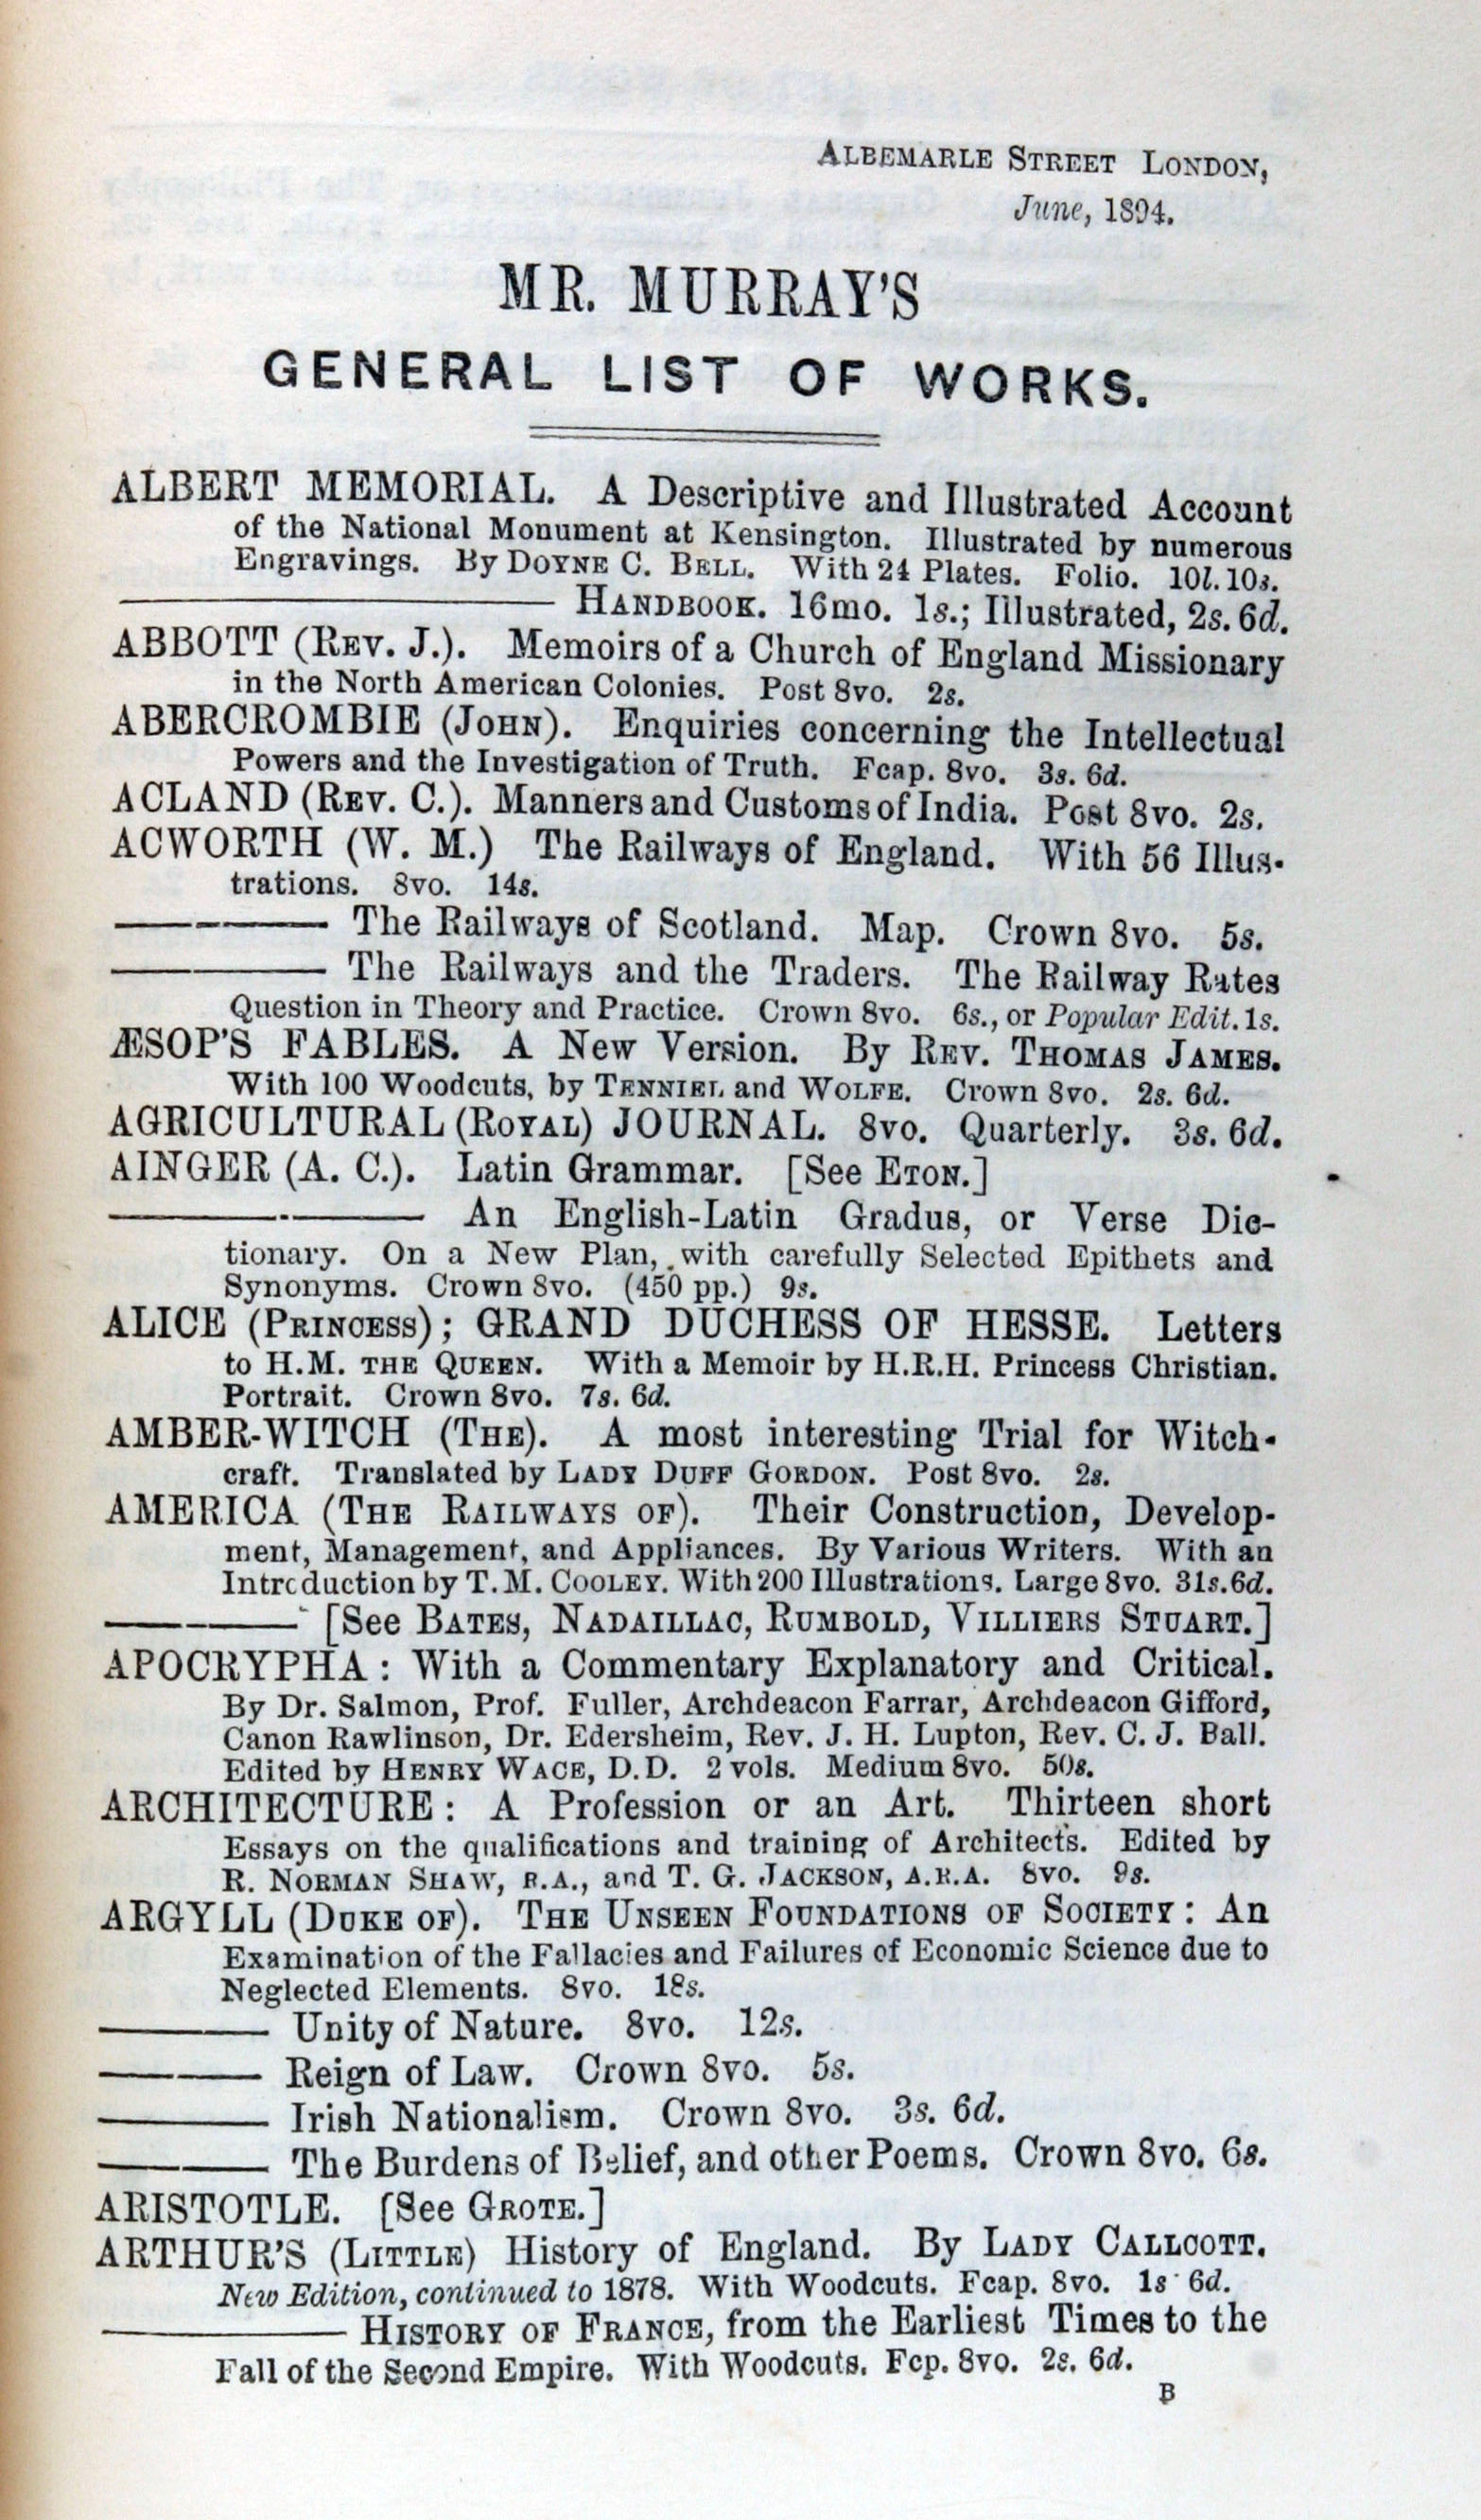 ALBEMARLE STREET LONDON,
June, 1894.
MR. MURRAY'S
GENERAL LIST OF WORKS.
ALBERT MEMORIAL. A Descriptive and Illustrated Account
of the National Monument at Kensington. Illustrated by numerous
Engravings. By DOYNE C. BELL. With 24 Plates. Folio. 10l. 10s.
——— HANDBOOK. 16mo. 1s.; Illustrated, 2s. 6d.
ABBOTT (REV. J.). Memoirs of a Church of England Missionary
in the North American Colonies. Post 8vo. 2s.
ABERCROMBIE (JOHN). Enquiries concerning the Intellectual
Powers and the Investigation of Truth. Fcap. 8vo. 3s. 6d.
ACLAND (REV. C.). Manners and Customs of India. Post 8vo. 2s.
ACWORTH (W. M.) The Railways of England. With 56 Illus-
trations. 8vo. 14s.
——— The Railways of Scotland. Map. Crown 8vo. 5s.
——— The Railways and the Traders. The Railway Rates
Question in Theory and Practice. Crown 8vo. 6s., or Popular Edit. 1s.
ÆSOP'S FABLES. A New Version. By REV. THOMAS JAMES.
With 100 Woodcuts, by TENNIEL and WOLFE. Crown 8vo. 2s. 6d.
AGRICULTURAL (ROYAL) JOURNAL. 8vo. Quarterly. 3s. 6d.
AINGER (A. C.). Latin Grammar. [See ETON.]
——— An English-Latin Gradus, or Verse Dic-
tionary. On a New Plan, with carefully Selected Epithets and
Synonyms. Crown 8vo. (450 pp.) 9s.
ALICE (PRINCESS); GRAND DUCHESS OF HESSE. Letters
to H.M. THE QUEEN. With a Memoir by H.R.H. Princess Christian.
Portrait. Crown 8vo. 7s. 6d.
AMBER-WITCH (THE). A most interesting Trial for Witch-
craft. Translated by LADY DUFF GORDON. Post 8vo. 2s.
AMERICA (THE RAILWAYS OF). Their Construction, Develop-
ment, Management, and Appliances. By Various Writers. With an
Introduction by T. M. COOLEY. With 200 Illustrations. Large 8vo. 31s. 6d.
——— [See BATES, NADAILLAC, RUMBOLD, VILLIERS STUART.]
APOCRYPHA: With a Commentary Explanatory and Critical.
By Dr. Salmon, Prof. Fuller, Archdeacon Farrar, Archdeacon Gifford,
Canon Rawlinson, Dr. Edersheim, Rev. J. H. Lupton, Rev. C. J. Ball.
Edited by HENRY WACE, D.D. 2 vols. Medium 8vo. 50s.
ARCHITECTURE: A Profession or an Art. Thirteen short
Essays on the qualifications and training of Architects. Edited by
R. NORMAN SHAW, R.A., and T. G. JACKSON, A.R.A. 8vo. 9s.
ARGYLL (DUKE OF). THE UNSEEN FOUNDATIONS OF SOCIETY: An
Examination of the Fallacies and Failures of Economic Science due to
Neglected Elements. 8vo. 18s.
——— Unity of Nature. 8vo. 12s.
——— Reign of Law. Crown 8vo. 5s.
——— Irish Nationalism. Crown 8vo. 3s. 6d.
——— The Burdens of Belief, and other Poems. Crown 8vo. 6s.
ARISTOTLE. [See GROTE.]
ARTHUR'S (LITTLE) History of England. By LADY CALLCOTT.
New Edition, continued to 1878. With Woodcuts. Fcap. 8vo. 1s 6d.
——— HISTORY OF FRANCE, from the Earliest Times to the
Fall of the Second Empire. With Woodcuts. Fcp. 8vo. 2s. 6d.
B